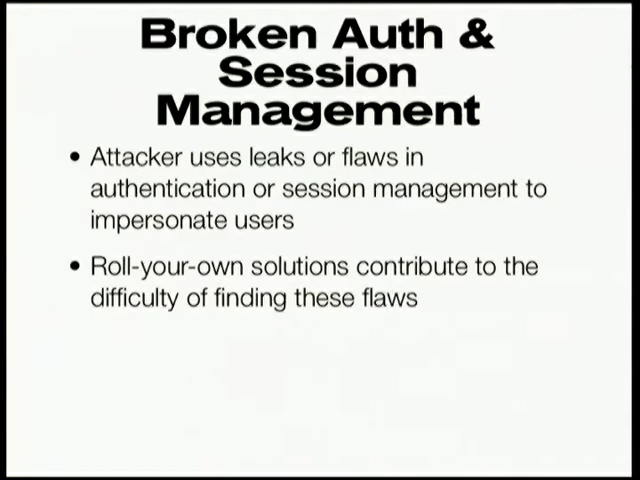 Broken Auth &
Session
Management
• Attacker uses leaks or flaws in
authentication or session management to
impersonate users
• Roll-your-own solutions contribute to the
difficulty of finding these flaws